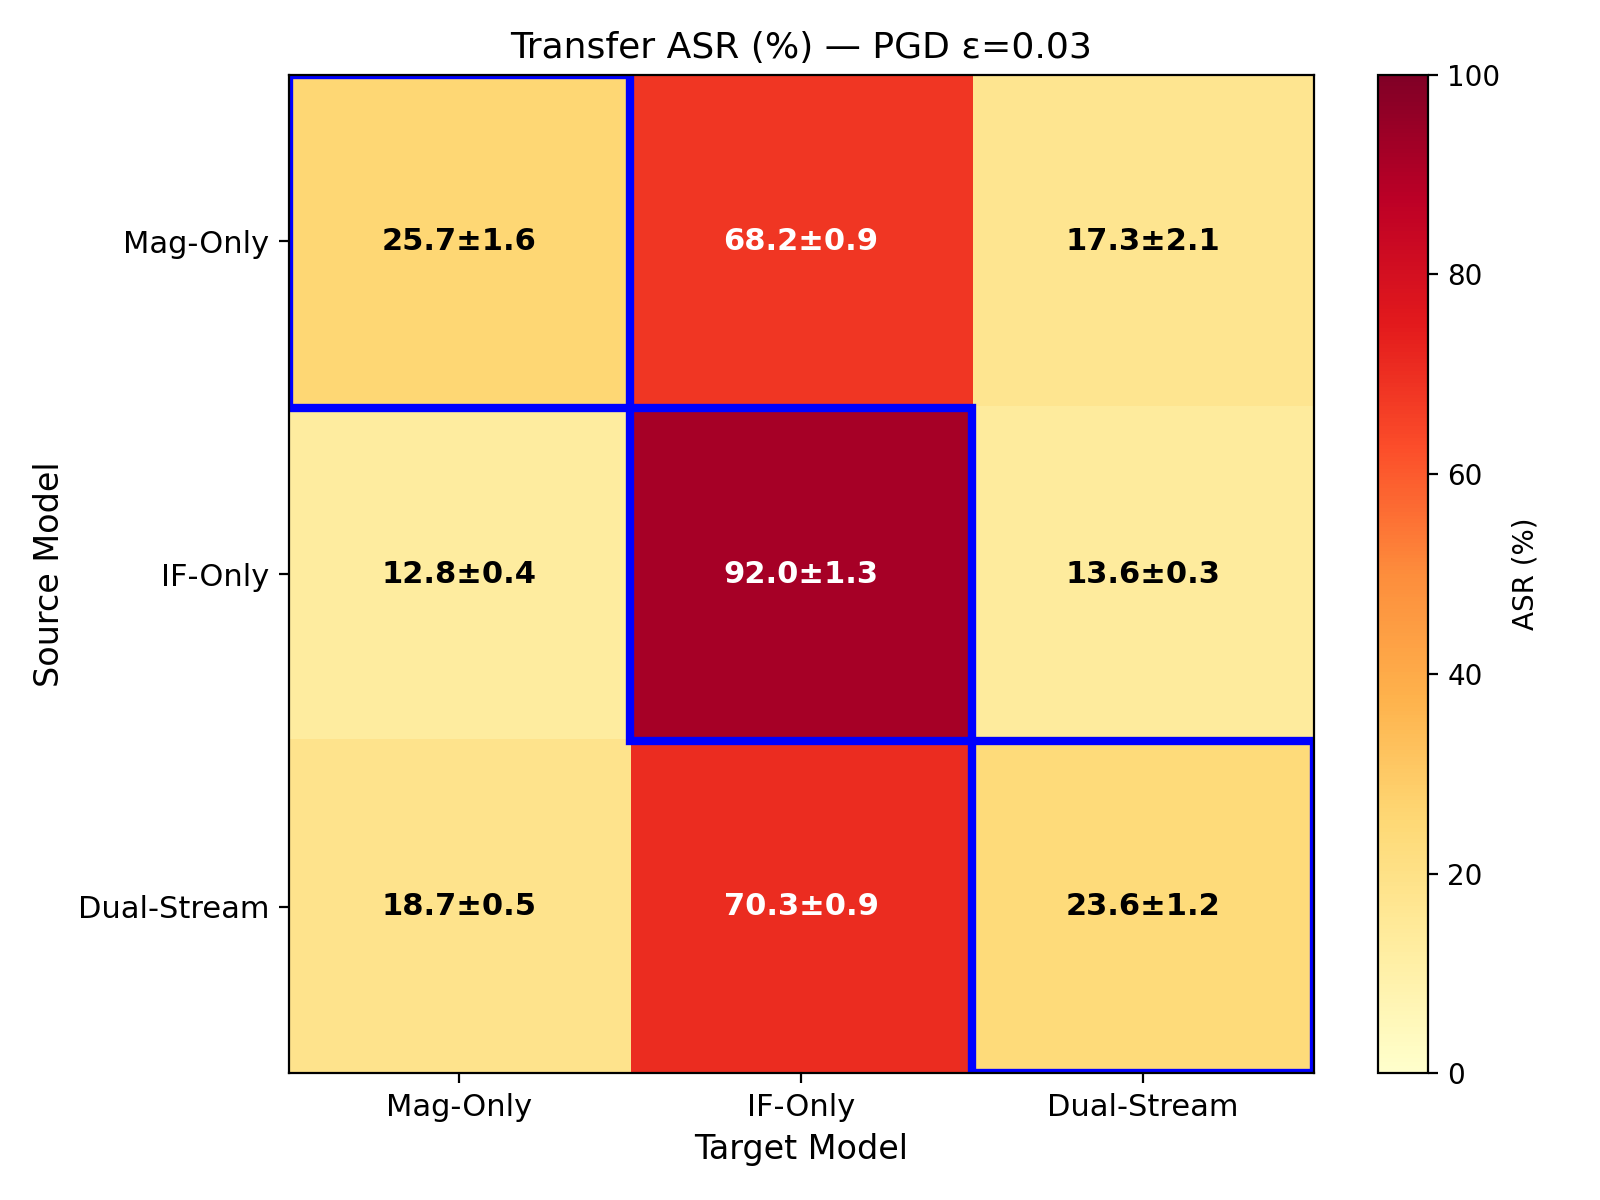 Transfer ASR (%) — PGD ε=0.03
Source Model
Mag-Only
25.7±1.6
68.2±0.9
17.3±2.1
IF-Only
12.8±0.4
92.0±1.3
13.6±0.3
Dual-Stream
18.7±0.5
70.3±0.9
23.6±1.2
Mag-Only
IF-Only
Dual-Stream
Target Model
100
80
60
40
20
0
ASR (%)